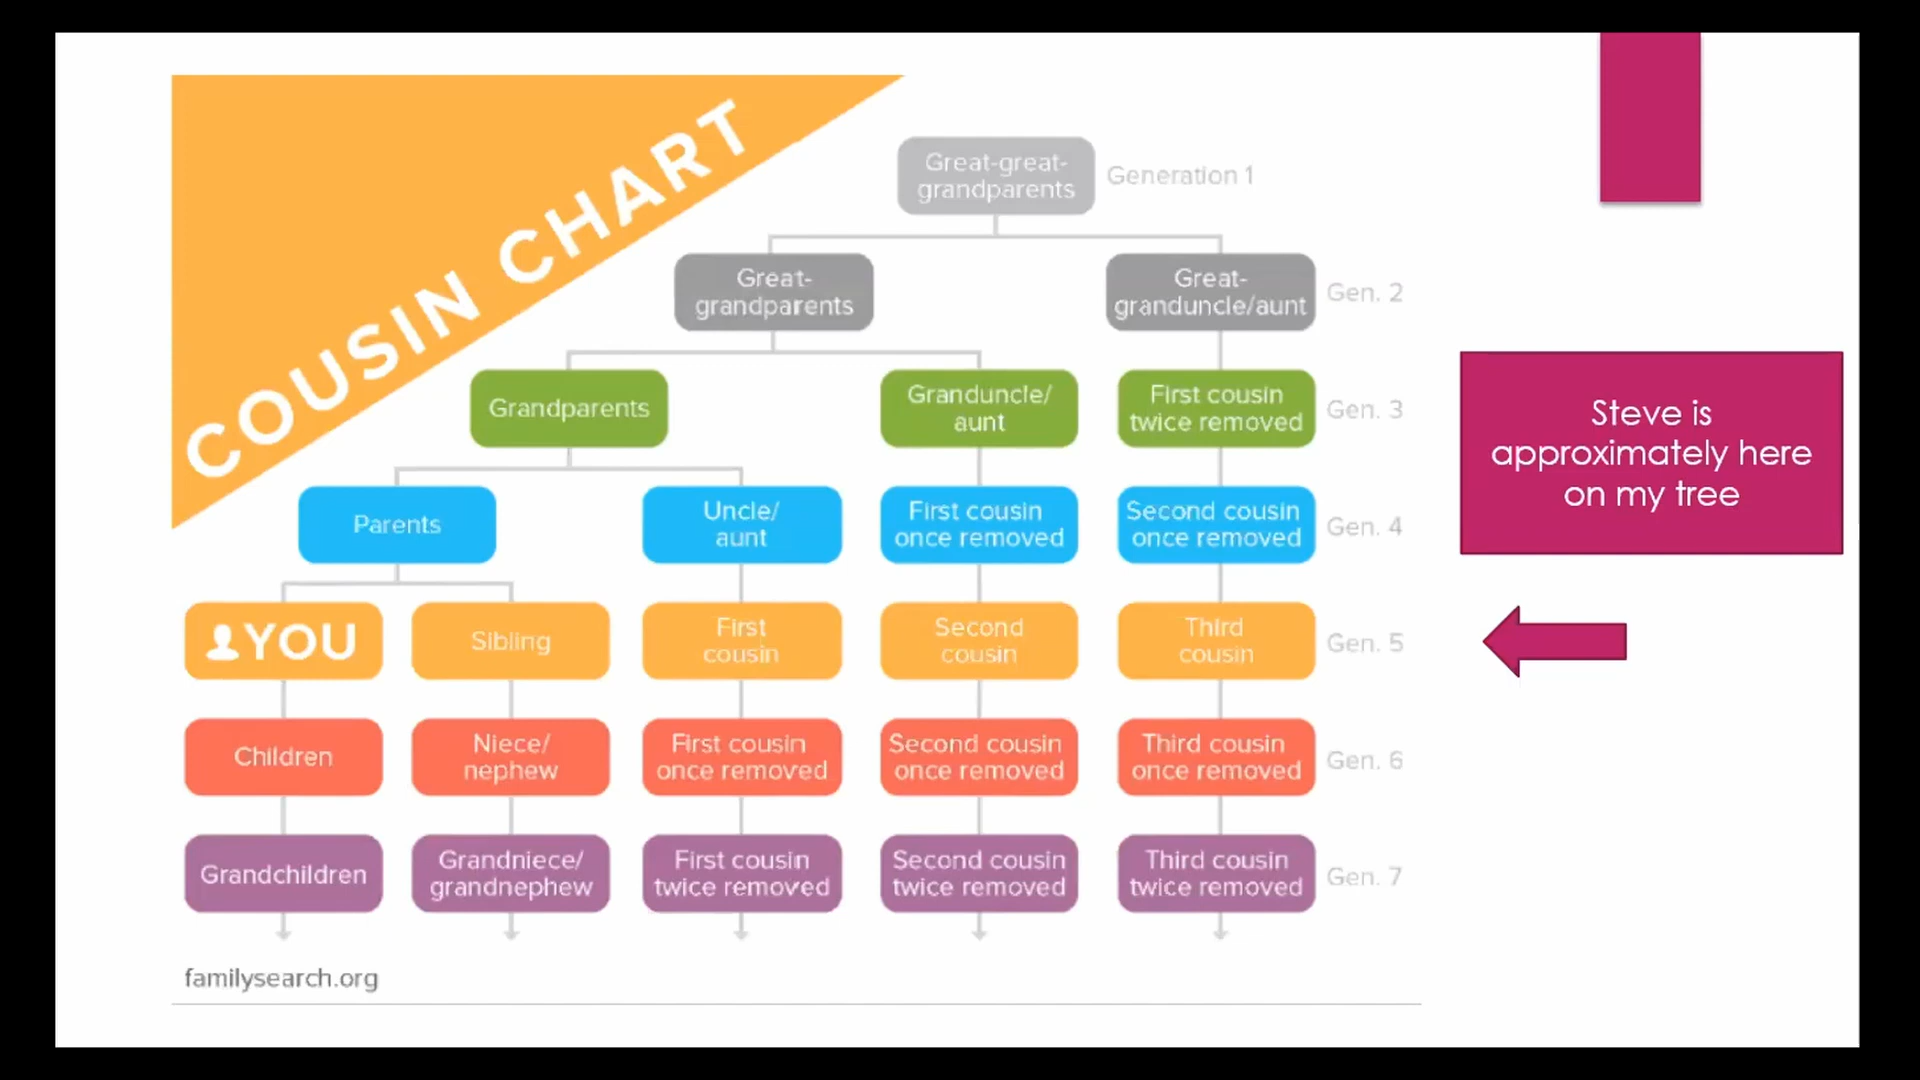 COUSIN CHART
Great-great-
grandparents
Generation 1
Great-
grandparents
Great-
granduncle/aunt
Gen. 2
Grandparents
Granduncle/
aunt
First cousin
twice removed
Gen. 3
Parents
Uncle/
aunt
First cousin
once removed
Second cousin
once removed
Gen. 4
YOU
Sibling
First
cousin
Second
cousin
Third
cousin
Gen. 5
Children
Niece/
nephew
First cousin
once removed
Second cousin
once removed
Third cousin
once removed
Gen. 6
Grandchildren
Grandniece/
grandnephew
First cousin
twice removed
Second cousin
twice removed
Third cousin
twice removed
Gen. 7
familysearch.org
Steve is
approximately here
on my tree